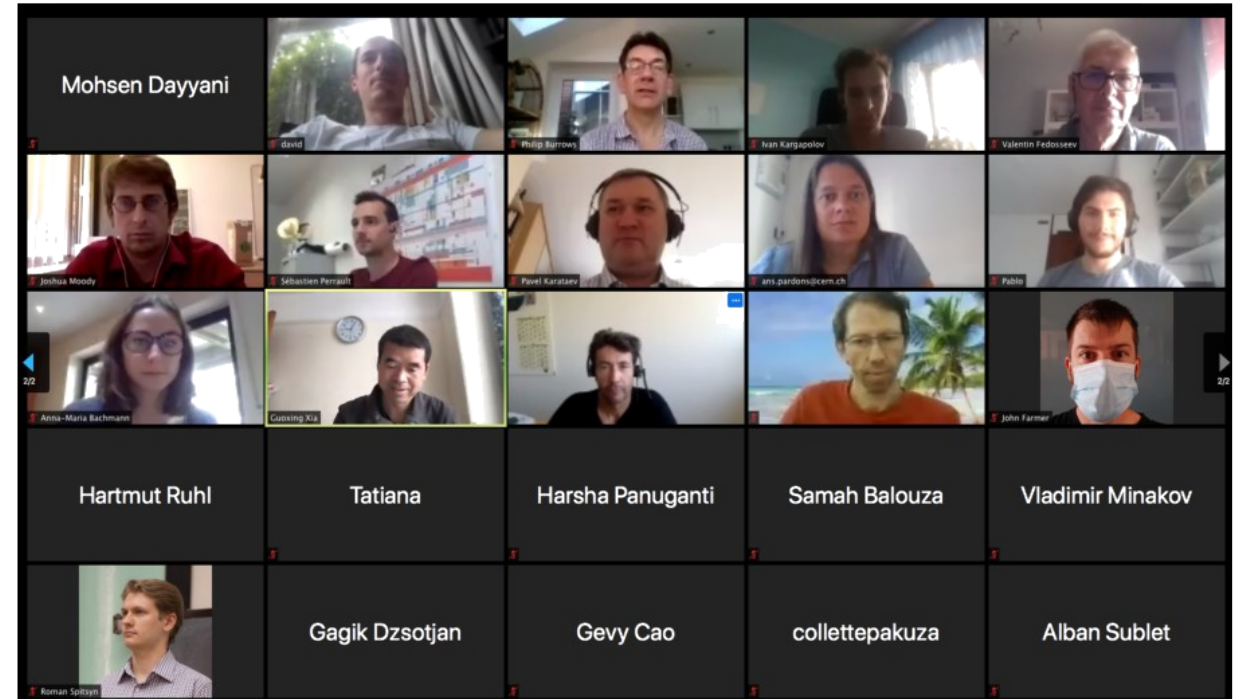 Mohsen Dayyani
david
Philip Burrows
Ivan Kargapolov
Valentin Fedosseev
Joshua Moody
Sébastien Perrault
Pavel Karataev
ans.pardons@cern.ch
Pablo
2/2
Anna-Maria Bachmann
Guoxing Xia
John Farmer
2/2
Hartmut Ruhl
Tatiana
Harsha Panuganti
Samah Balouza
Vladimir Minakov
Roman Spitsyn
Gagik Dzsotjan
Gevy Cao
collettepakuza
Alban Sublet